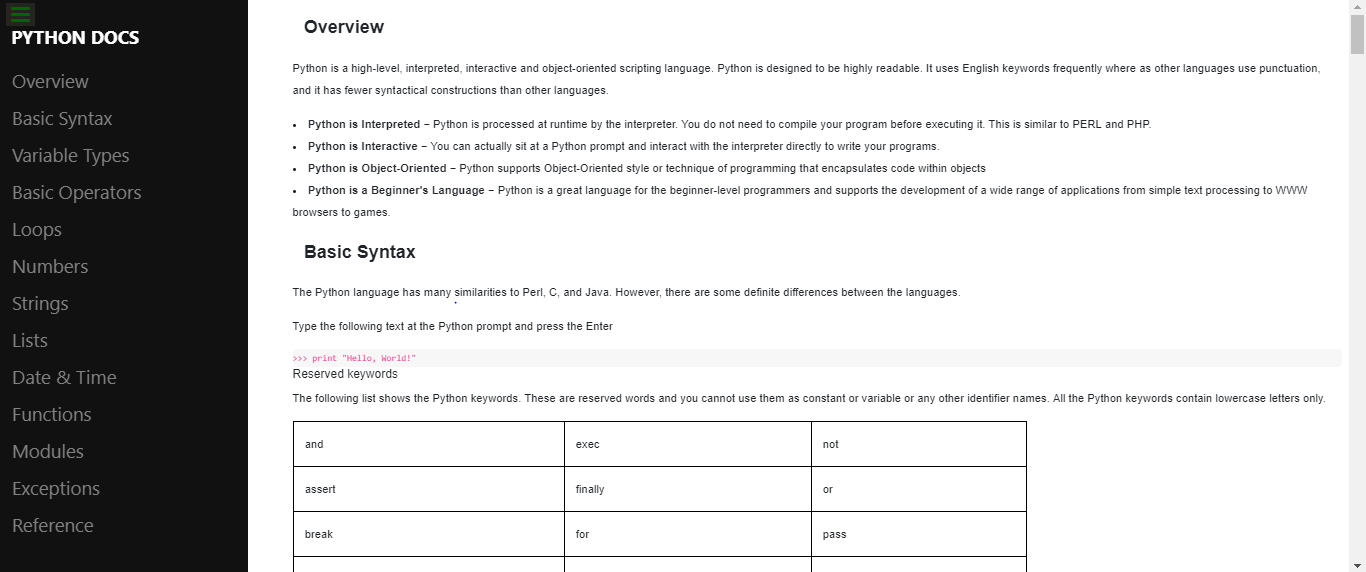 PYTHON DOCS
Overview
Basic Syntax
Variable Types
Basic Operators
Loops
Numbers
Strings
Lists
Date & Time
Functions
Modules
Exceptions
Reference
Overview
Python is a high-level, interpreted, interactive and object-oriented scripting language. Python is designed to be highly readable. It uses English keywords frequently where as other languages use punctuation,
and it has fewer syntactical constructions than other languages.
• Python is Interpreted − Python is processed at runtime by the interpreter. You do not need to compile your program before executing it. This is similar to PERL and PHP.
• Python is Interactive − You can actually sit at a Python prompt and interact with the interpreter directly to write your programs.
• Python is Object-Oriented − Python supports Object-Oriented style or technique of programming that encapsulates code within objects
• Python is a Beginner's Language − Python is a great language for the beginner-level programmers and supports the development of a wide range of applications from simple text processing to WWW
browsers to games.
Basic Syntax
The Python language has many similarities to Perl, C, and Java. However, there are some definite differences between the languages.
Type the following text at the Python prompt and press the Enter
>>> print "Hello, World!"
Reserved keywords
The following list shows the Python keywords. These are reserved words and you cannot use them as constant or variable or any other identifier names. All the Python keywords contain lowercase letters only.
and exec not
assert finally or
break for pass